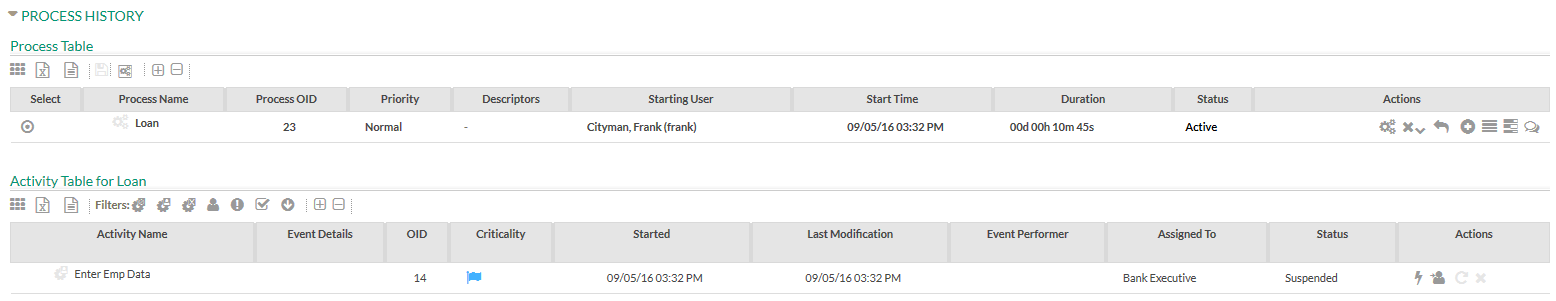 PROCESS HISTORY
Process Table
Select Process Name Process OID Priority Descriptors Starting User Start Time Duration Status Actions
Loan 23 Normal - Cityman, Frank (frank) 09/05/16 03:32 PM 00d 00h 10m 45s Active
Activity Table for Loan
Filters:
Activity Name Event Details OID Criticality Started Last Modification Event Performer Assigned To Status Actions
Enter Emp Data 14 09/05/16 03:32 PM 09/05/16 03:32 PM Bank Executive Suspended